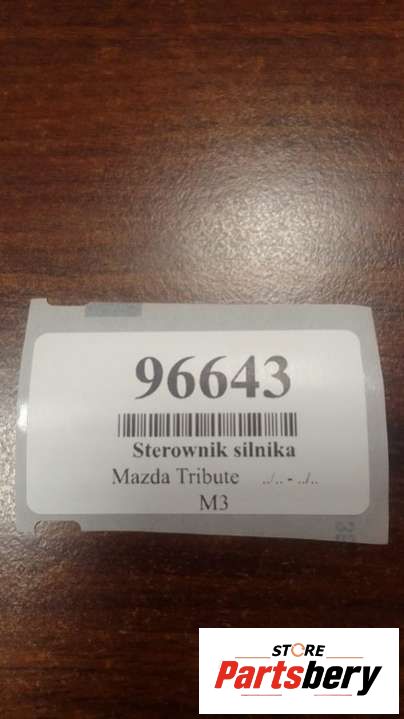 96643
Sterownik silnika
Mazda Tribute ../.. - ../..
M3
STORE
Partsbery